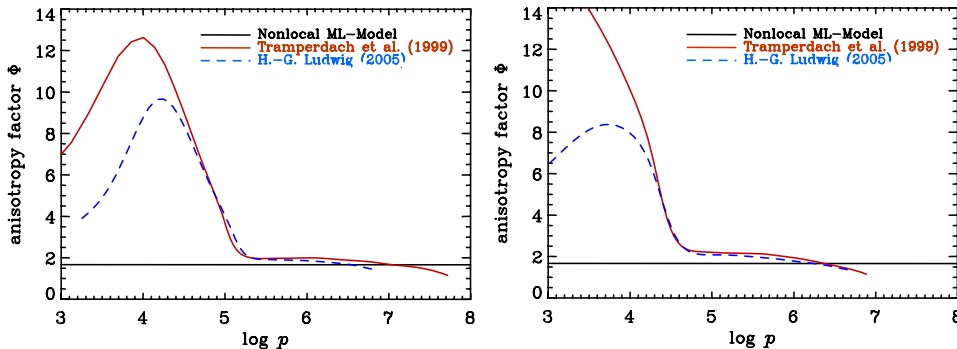 Nonlocal ML-Model
Tramperdach et al. (1999)
H.-G. Ludwig (2005)
anisotropy factor Φ
14
12
10
8
6
4
2
0
3 4 5 6 7 8
log p
Nonlocal ML-Model
Tramperdach et al. (1999)
H.-G. Ludwig (2005)
anisotropy factor Φ
14
12
10
8
6
4
2
0
3 4 5 6 7 8
log p